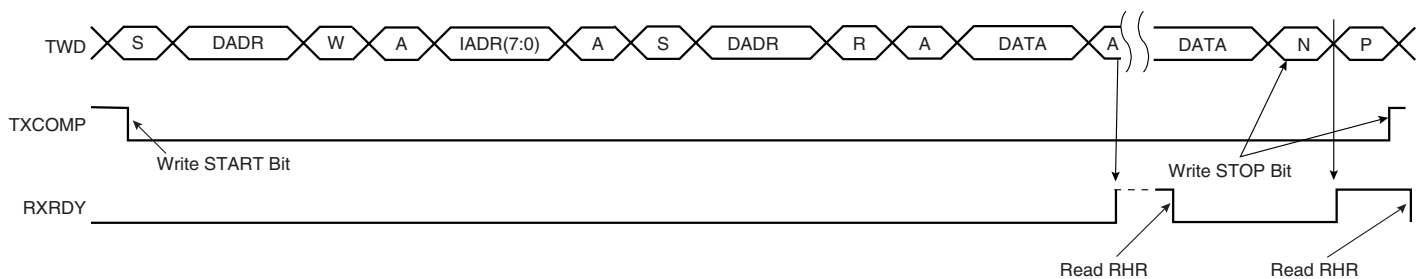 TWD S DADR W A IADR(7:0) A S DADR R A DATA A DATA N P
TXCOMP
Write START Bit
Write STOP Bit
RXRDY
Read RHR Read RHR